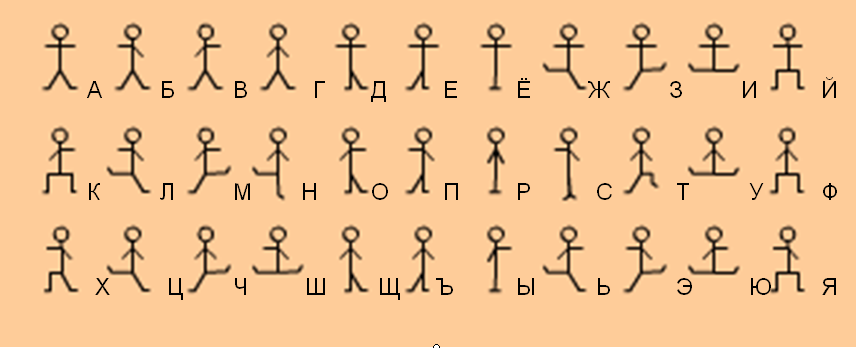 А Б В Г Д Е Ё Ж З И Й
К Л М Н О П Р С Т У Ф
Х Ц Ч Ш Щ Ъ Ы Ь Э Ю Я